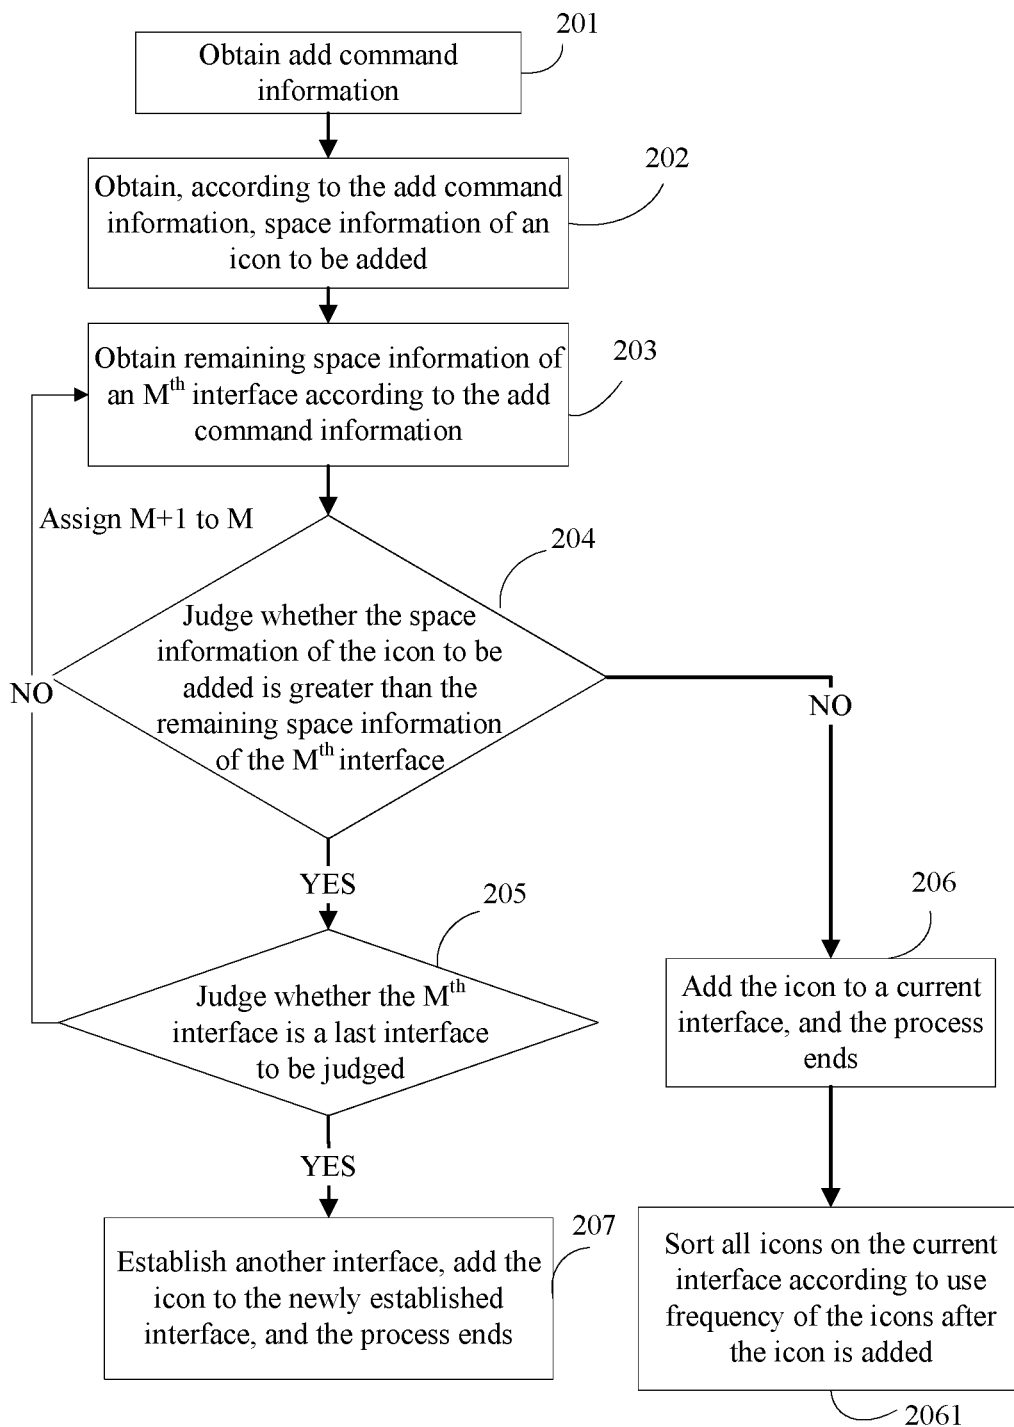 201
Obtain add command
information
202
Obtain, according to the add command
information, space information of an
icon to be added
203
Obtain remaining space information of
an Mth interface according to the add
command information
Assign M+1 to M
204
Judge whether the space
information of the icon to be
added is greater than the
remaining space information
of the Mth interface
NO
NO
YES
205
Judge whether the Mth
interface is a last interface
to be judged
206
Add the icon to a current
interface, and the process
ends
YES
207
Establish another interface, add the
icon to the newly established
interface, and the process ends
Sort all icons on the current
interface according to use
frequency of the icons after
the icon is added
2061